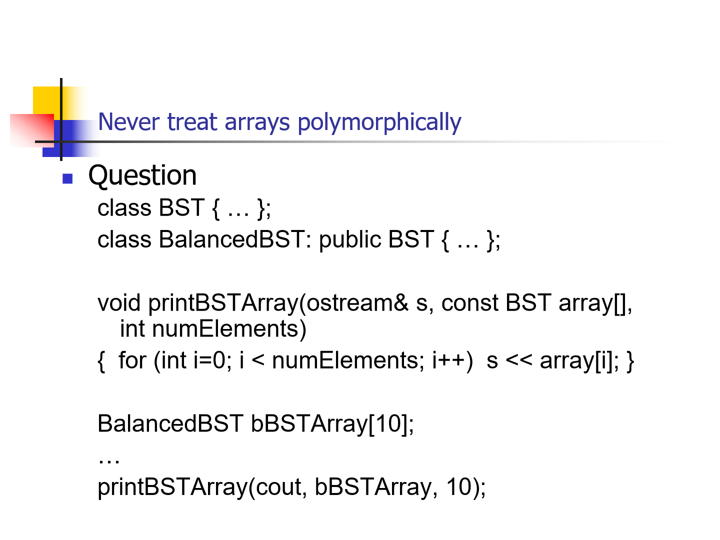 Never treat arrays polymorphically
Question
class BST { … };
class BalancedBST: public BST { … };
void printBSTArray(ostream& s, const BST array[],
int numElements)
{  for (int i=0; i < numElements; i++)  s << array[i]; }
BalancedBST bBSTArray[10];
…
printBSTArray(cout, bBSTArray, 10);